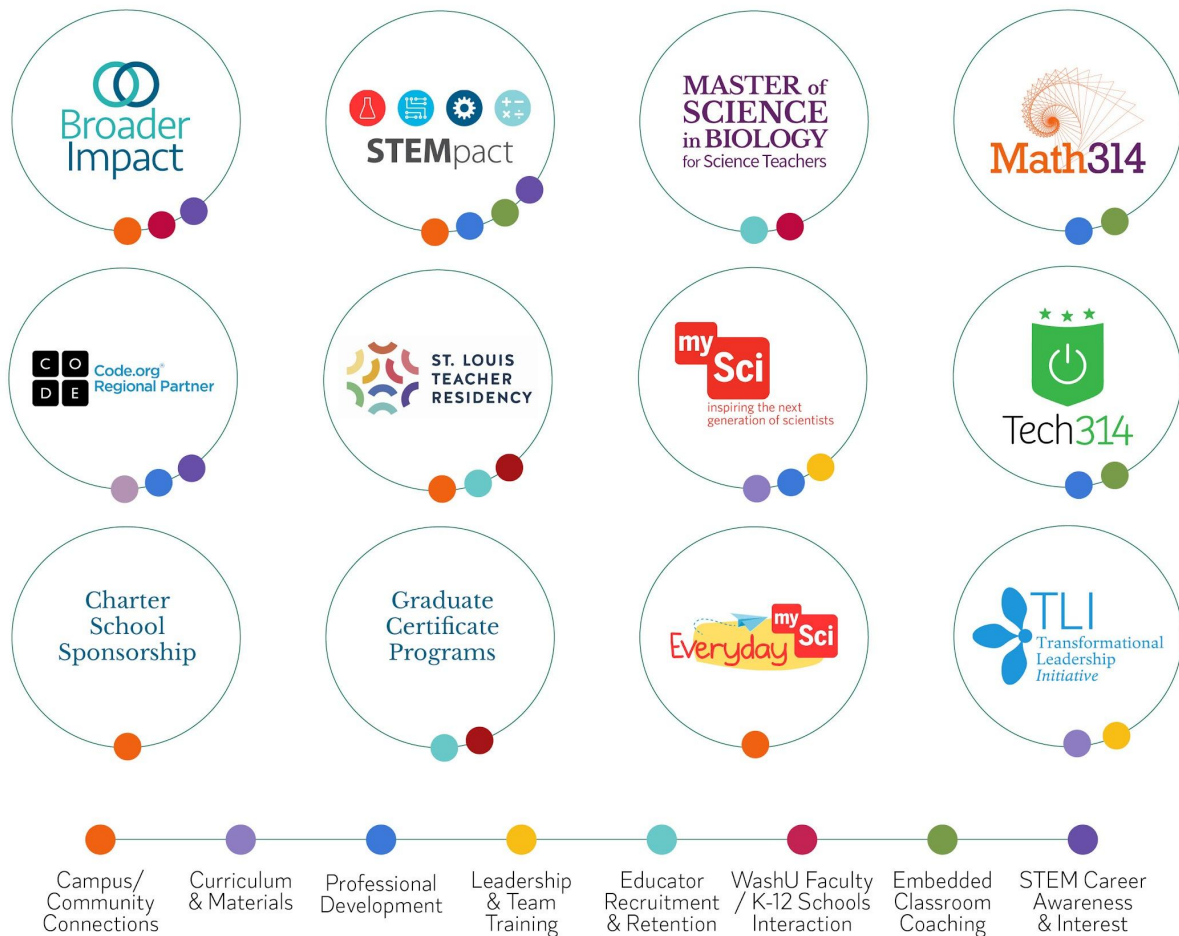 Broader
Impact
STEMpact
MASTER of
SCIENCE
in BIOLOGY
for Science Teachers
Math314
C O
D E
Code.org®
Regional Partner
ST. LOUIS
TEACHER
RESIDENCY
my
Sci
inspiring the next
generation of scientists
Tech314
Charter
School
Sponsorship
Graduate
Certificate
Programs
Everyday
my
Sci
TLI
Transformational
Leadership
Initiative
Campus/
Community
Connections
Curriculum
& Materials
Professional
Development
Leadership
& Team
Training
Educator
Recruitment
& Retention
WashU Faculty
/ K-12 Schools
Interaction
Embedded
Classroom
Coaching
STEM Career
Awareness
& Interest